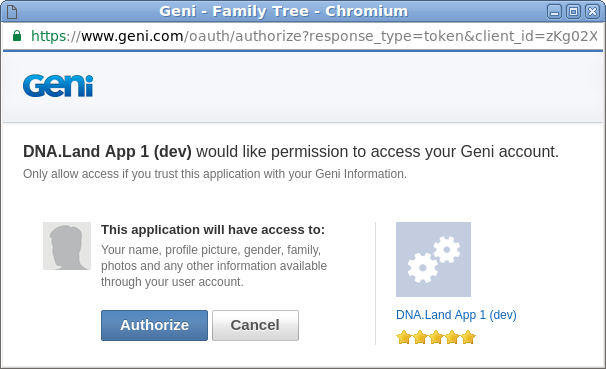 Geni - Family Tree - Chromium
https://www.geni.com/oauth/authorize?response_type=token&client_id=zKg02X
Geni
DNA.Land App 1 (dev) would like permission to access your Geni account.
Only allow access if you trust this application with your Geni Information.
This application will have access to:
Your name, profile picture, gender, family,
photos and any other information available
through your user account.
Authorize Cancel
DNA.Land App 1 (dev)